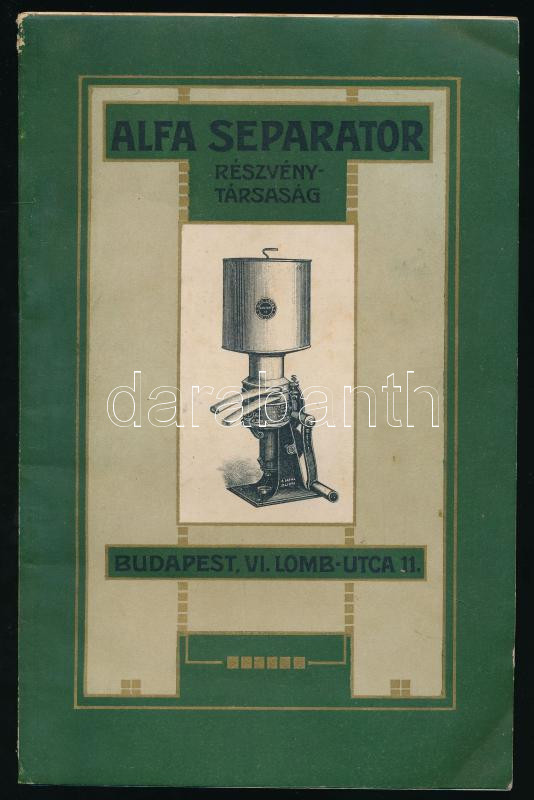 ALFA SEPARATOR
RÉSZVÉNY-
TÁRSASÁG
darabanth
BUDAPEST, VI. LOMB-UTCA 11.